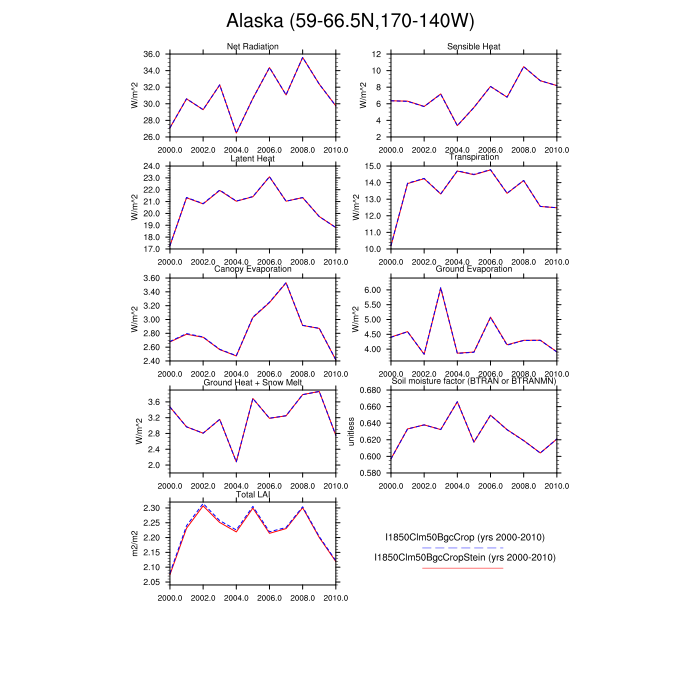 Alaska (59-66.5N,170-140W)
Net Radiation
Sensible Heat
36.0
34.0
32.0
30.0
28.0
26.0
W/m^2
2000.0 2002.0 2004.0 2006.0 2008.0 2010.0
12
10
8
6
4
2
W/m^2
2000.0 2002.0 2004.0 2006.0 2008.0 2010.0
Latent Heat
Transpiration
24.0
23.0
22.0
21.0
20.0
19.0
18.0
17.0
W/m^2
2000.0 2002.0 2004.0 2006.0 2008.0 2010.0
15.0
14.0
13.0
12.0
11.0
10.0
W/m^2
2000.0 2002.0 2004.0 2006.0 2008.0 2010.0
Canopy Evaporation
Ground Evaporation
3.60
3.40
3.20
3.00
2.80
2.60
2.40
W/m^2
2000.0 2002.0 2004.0 2006.0 2008.0 2010.0
6.00
5.50
5.00
4.50
4.00
W/m^2
2000.0 2002.0 2004.0 2006.0 2008.0 2010.0
Ground Heat + Snow Melt
Soil moisture factor (BTRAN or BTRANMN)
3.6
3.2
2.8
2.4
2.0
W/m^2
2000.0 2002.0 2004.0 2006.0 2008.0 2010.0
0.680
0.660
0.640
0.620
0.600
0.580
unitless
2000.0 2002.0 2004.0 2006.0 2008.0 2010.0
Total LAI
2.30
2.25
2.20
2.15
2.10
2.05
m2/m2
2000.0 2002.0 2004.0 2006.0 2008.0 2010.0
I1850Clm50BgcCrop (yrs 2000-2010)
I1850Clm50BgcCropStein (yrs 2000-2010)